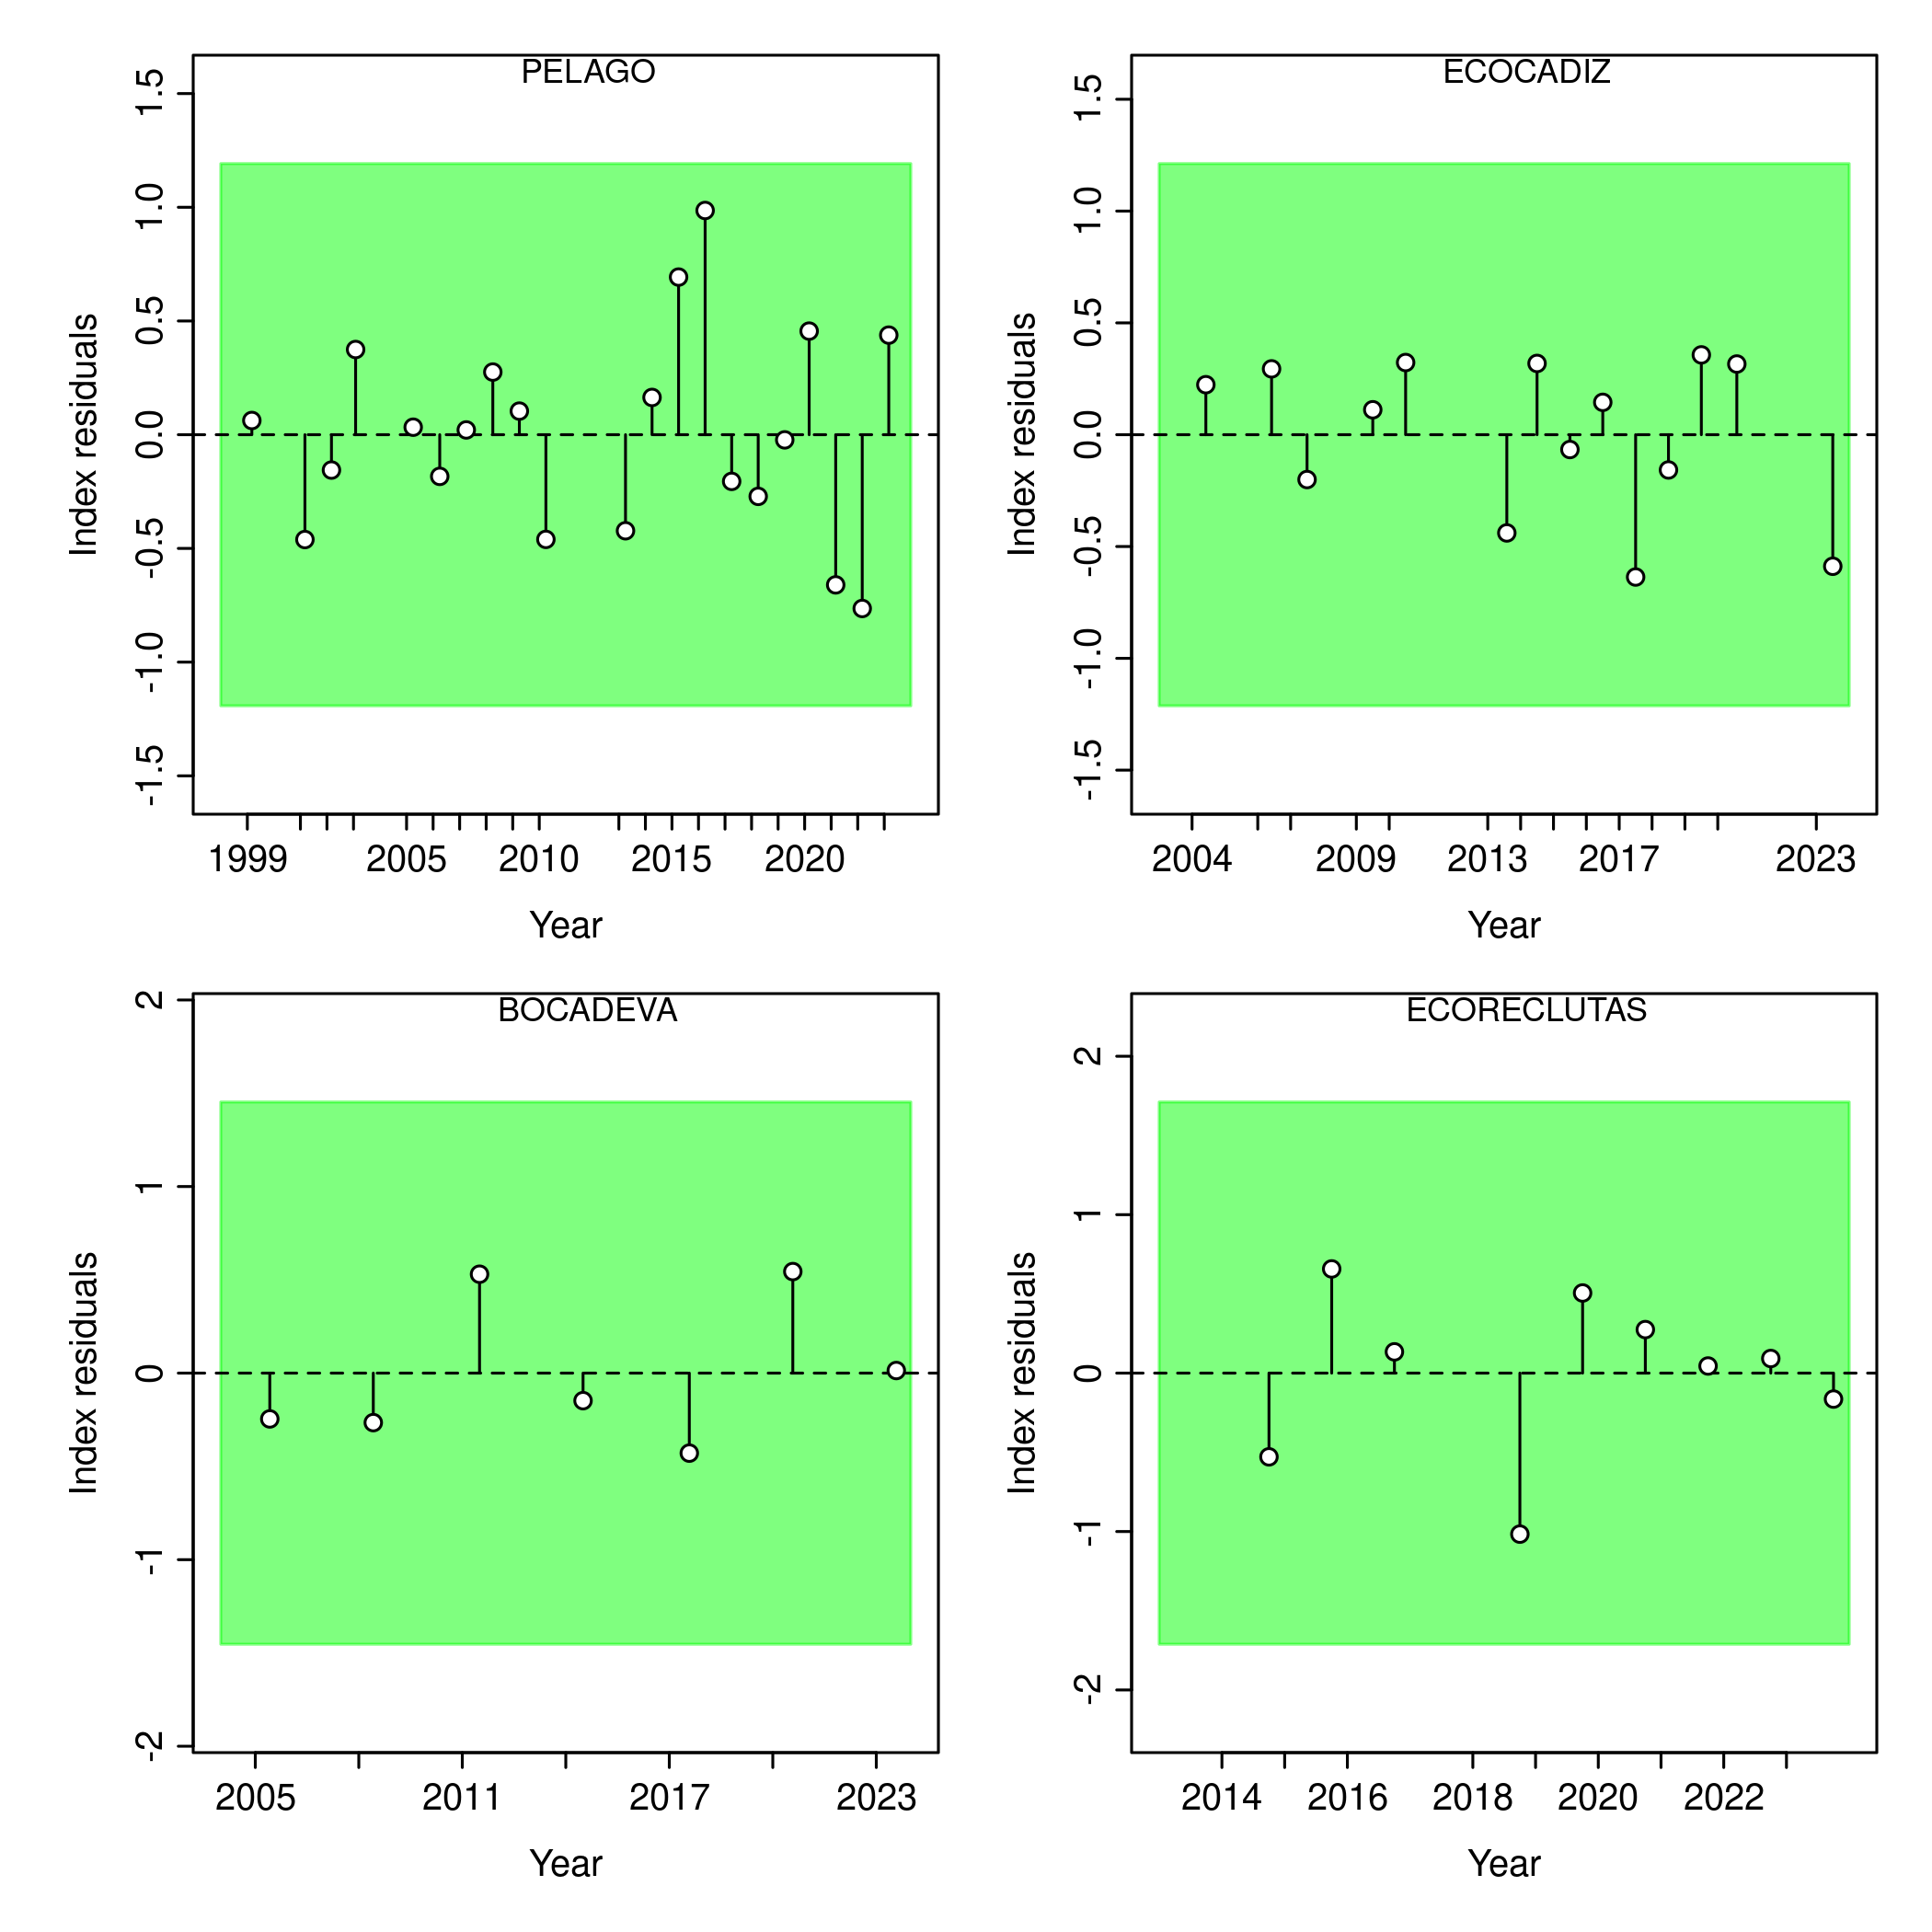 PELAGO
Index residuals
1.5
1.0
0.5
0.0
-0.5
-1.0
-1.5
1999 2005 2010 2015 2020
Year
ECOCADIZ
Index residuals
1.5
1.0
0.5
0.0
-0.5
-1.0
-1.5
2004 2009 2013 2017 2023
Year
BOCADEVA
Index residuals
2
1
0
-1
-2
2005 2011 2017 2023
Year
ECORECLUTAS
Index residuals
2
1
0
-1
-2
2014 2016 2018 2020 2022
Year